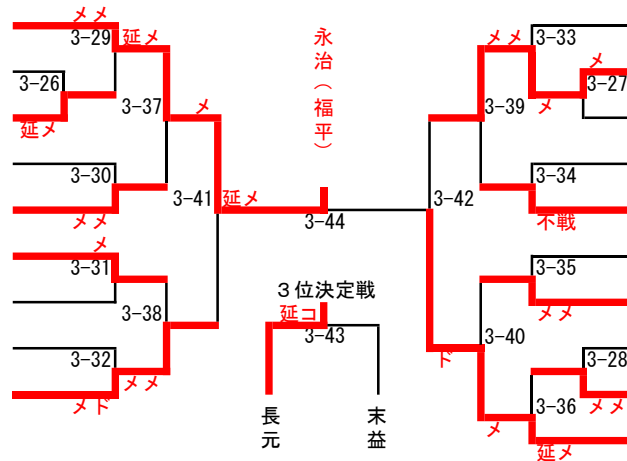 メメ
3-29
延メ
3-26
延メ
3-37
メ
3-30
メメ
3-41
延メ
メ
3-31
3-38
3-32
メメ
メド
永治（福平）
3-44
３位決定戦
延コ
3-43
長元
末益
メメ
3-33
メ
3-27
3-39
メ
3-34
3-42
不戦
3-35
メメ
3-40
ド
3-28
メメ
3-36
メ
延メ